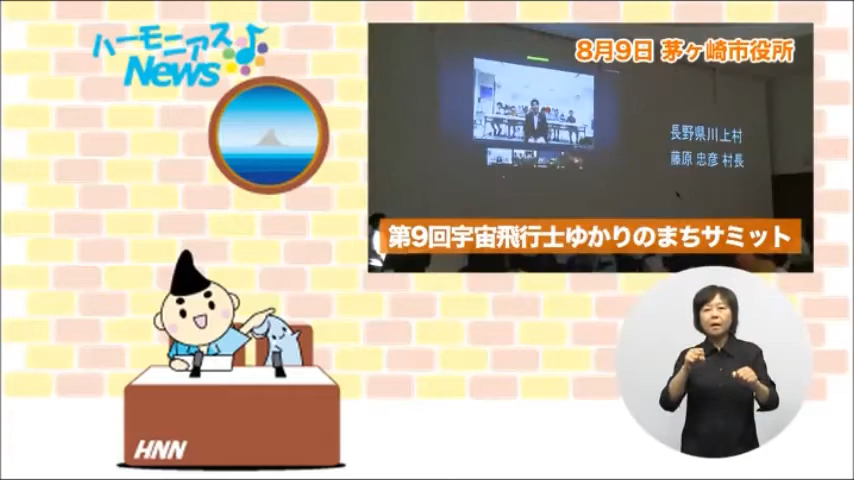 ハーモニアス
News
8月9日 茅ヶ崎市役所
長野県川上村
藤原 忠彦 村長
第9回宇宙飛行士ゆかりのまちサミット
HNN